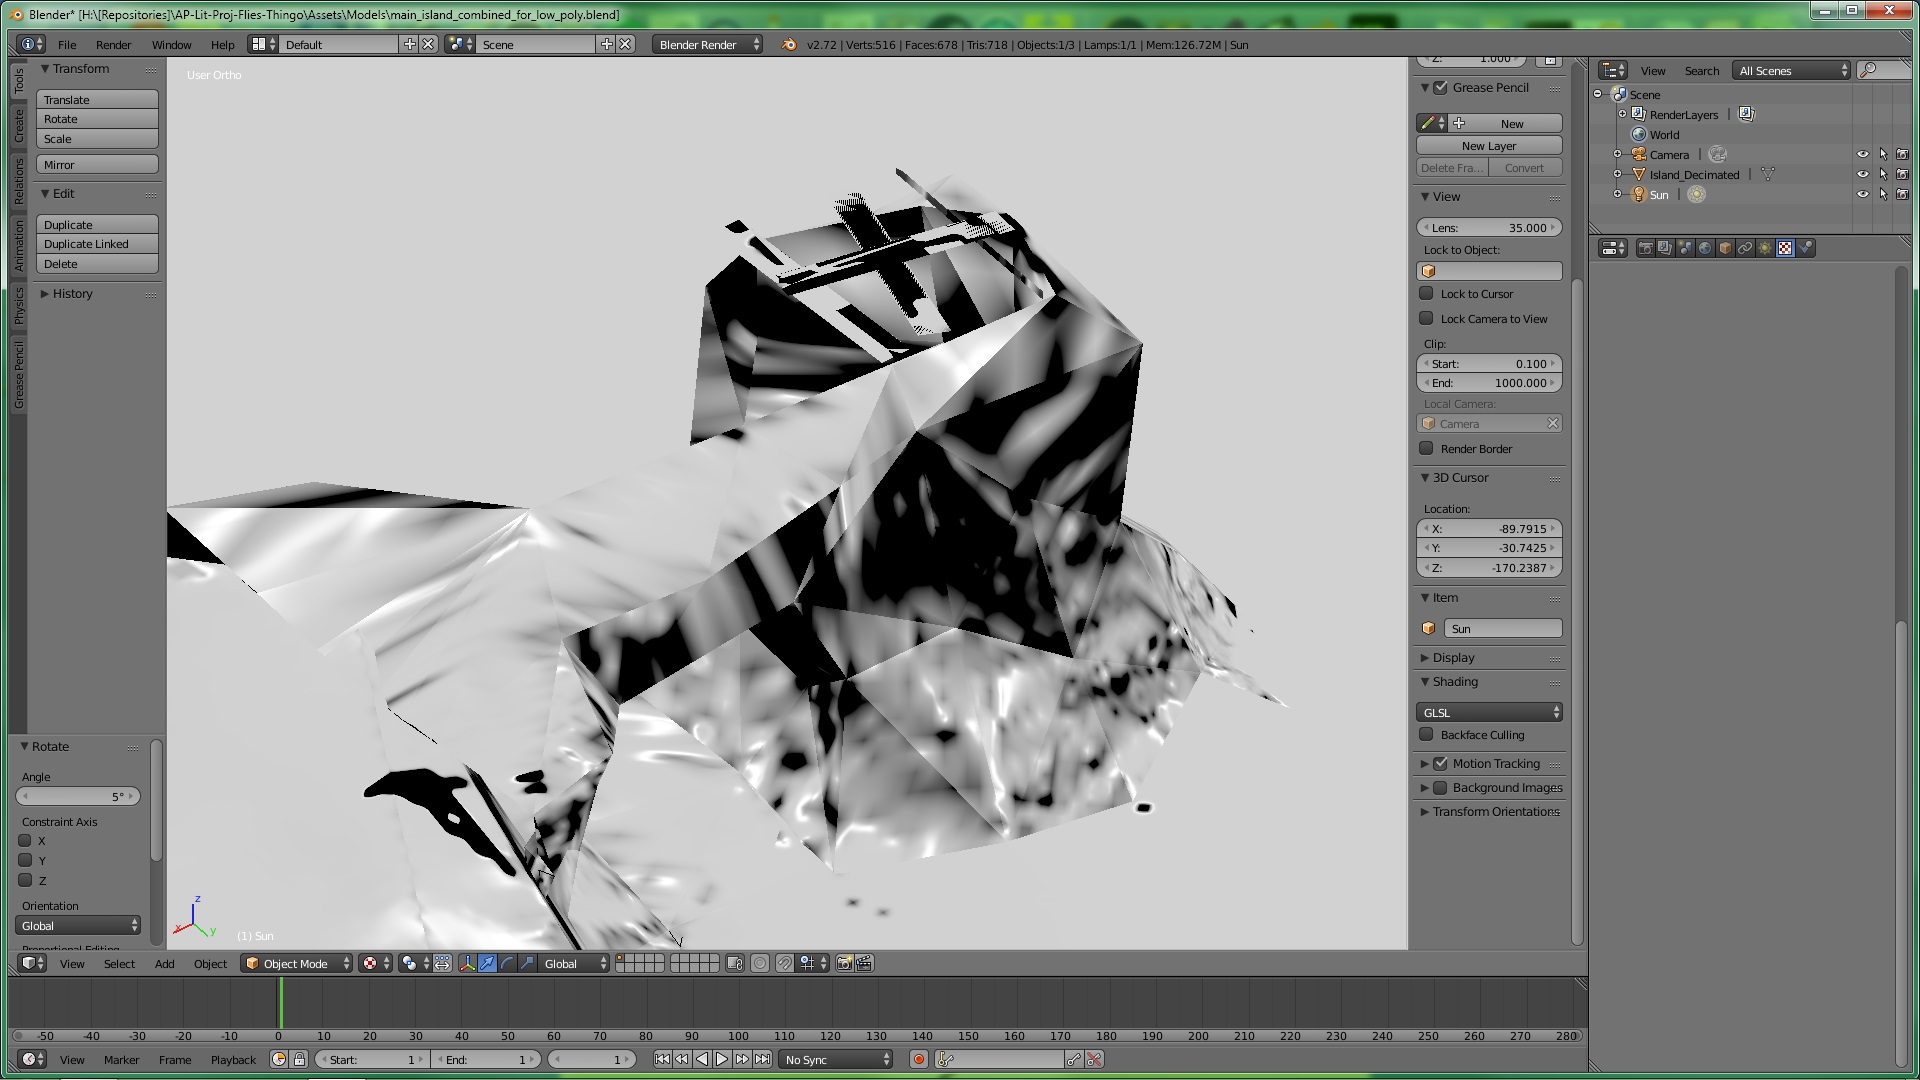 Blender* [H:\[Repositories]\AP-Lit-Proj-Flies-Thingo\Assets\Models\main_island_combined_for_low_poly.blend]
File Render Window Help Default Scene Blender Render v2.72 | Verts:516 | Faces:678 | Tris:718 | Objects:1/3 | Lamps:1/1 | Mem:126.72M | Sun
Tools
Create
Relations
Animation
Physics
Grease Pencil
Transform
Translate
Rotate
Scale
Mirror
Edit
Duplicate
Duplicate Linked
Delete
History
Rotate
Angle
5°
Constraint Axis
X
Y
Z
Orientation
Global
User Ortho
z
x
y
(1) Sun
Z: 1.000
Grease Pencil
New
New Layer
Delete Fra... Convert
View
Lens: 35.000
Lock to Object:
Lock to Cursor
Lock Camera to View
Clip:
Start: 0.100
End: 1000.000
Local Camera:
Camera
Render Border
3D Cursor
Location:
X: -89.7915
Y: -30.7425
Z: -170.2387
Item
Sun
Display
Shading
GLSL
Backface Culling
Motion Tracking
Background Images
Transform Orientations
View Search All Scenes
Scene
RenderLayers
World
Camera
Island_Decimated
Sun
View Select Add Object Object Mode Global
-50 -40 -30 -20 -10 0 10 20 30 40 50 60 70 80 90 100 110 120 130 140 150 160 170 180 190 200 210 220 230 240 250 260 270 280
View Marker Frame Playback Start: 1 End: 1 1 No Sync